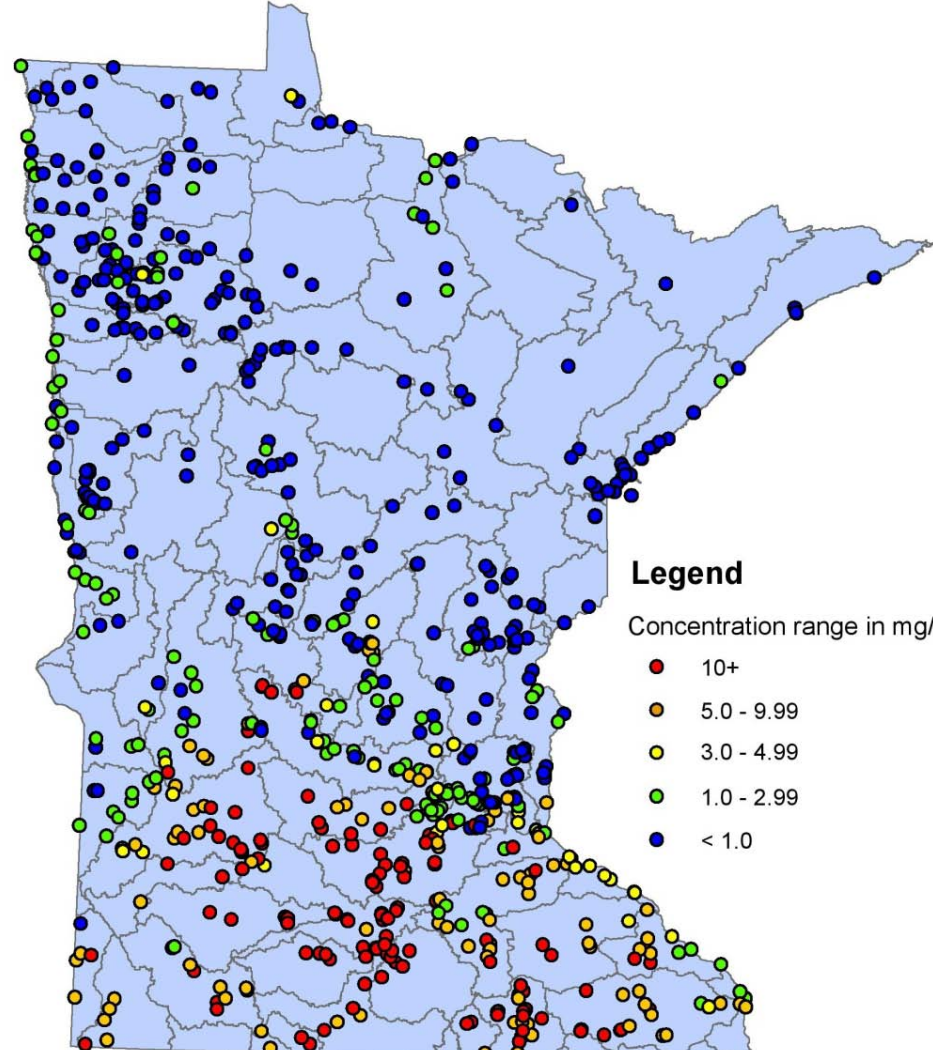 Legend
Concentration range in mg/
10+
5.0 - 9.99
3.0 - 4.99
1.0 - 2.99
< 1.0